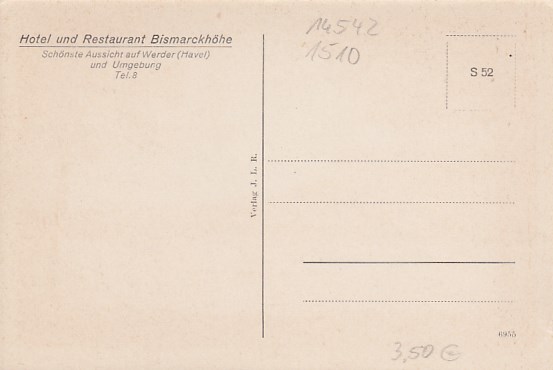 Hotel und Restaurant Bismarckhöhe
Schönste Aussicht auf Werder (Havel)
und Umgebung
Tel. 8
14542
1510
S 52
Verlag J. L. R.
6955
3,50 €